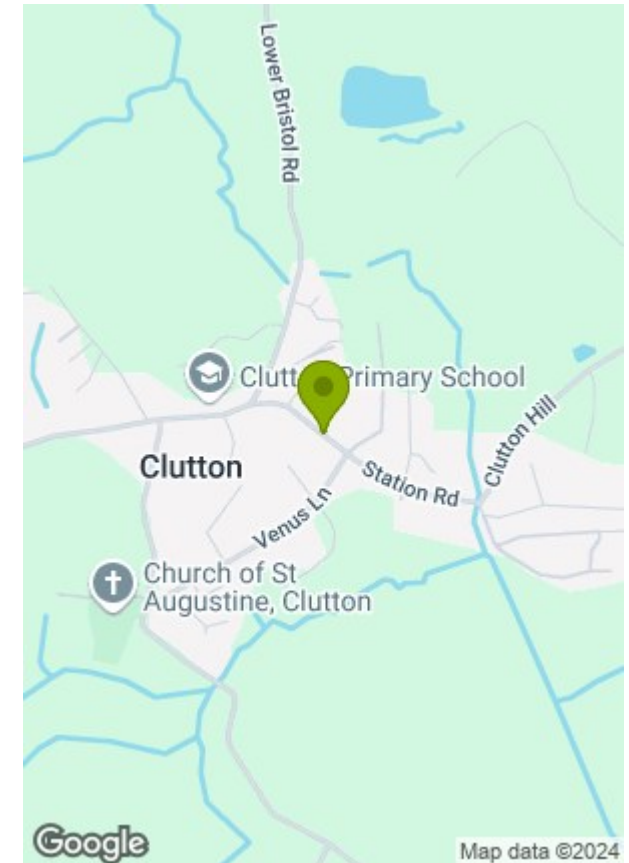 Lower Bristol Rd
Clutton Primary School
Clutton
Clutton Hill
Station Rd
Venus Ln
Church of St
Augustine, Clutton
Google
Map data ©2024